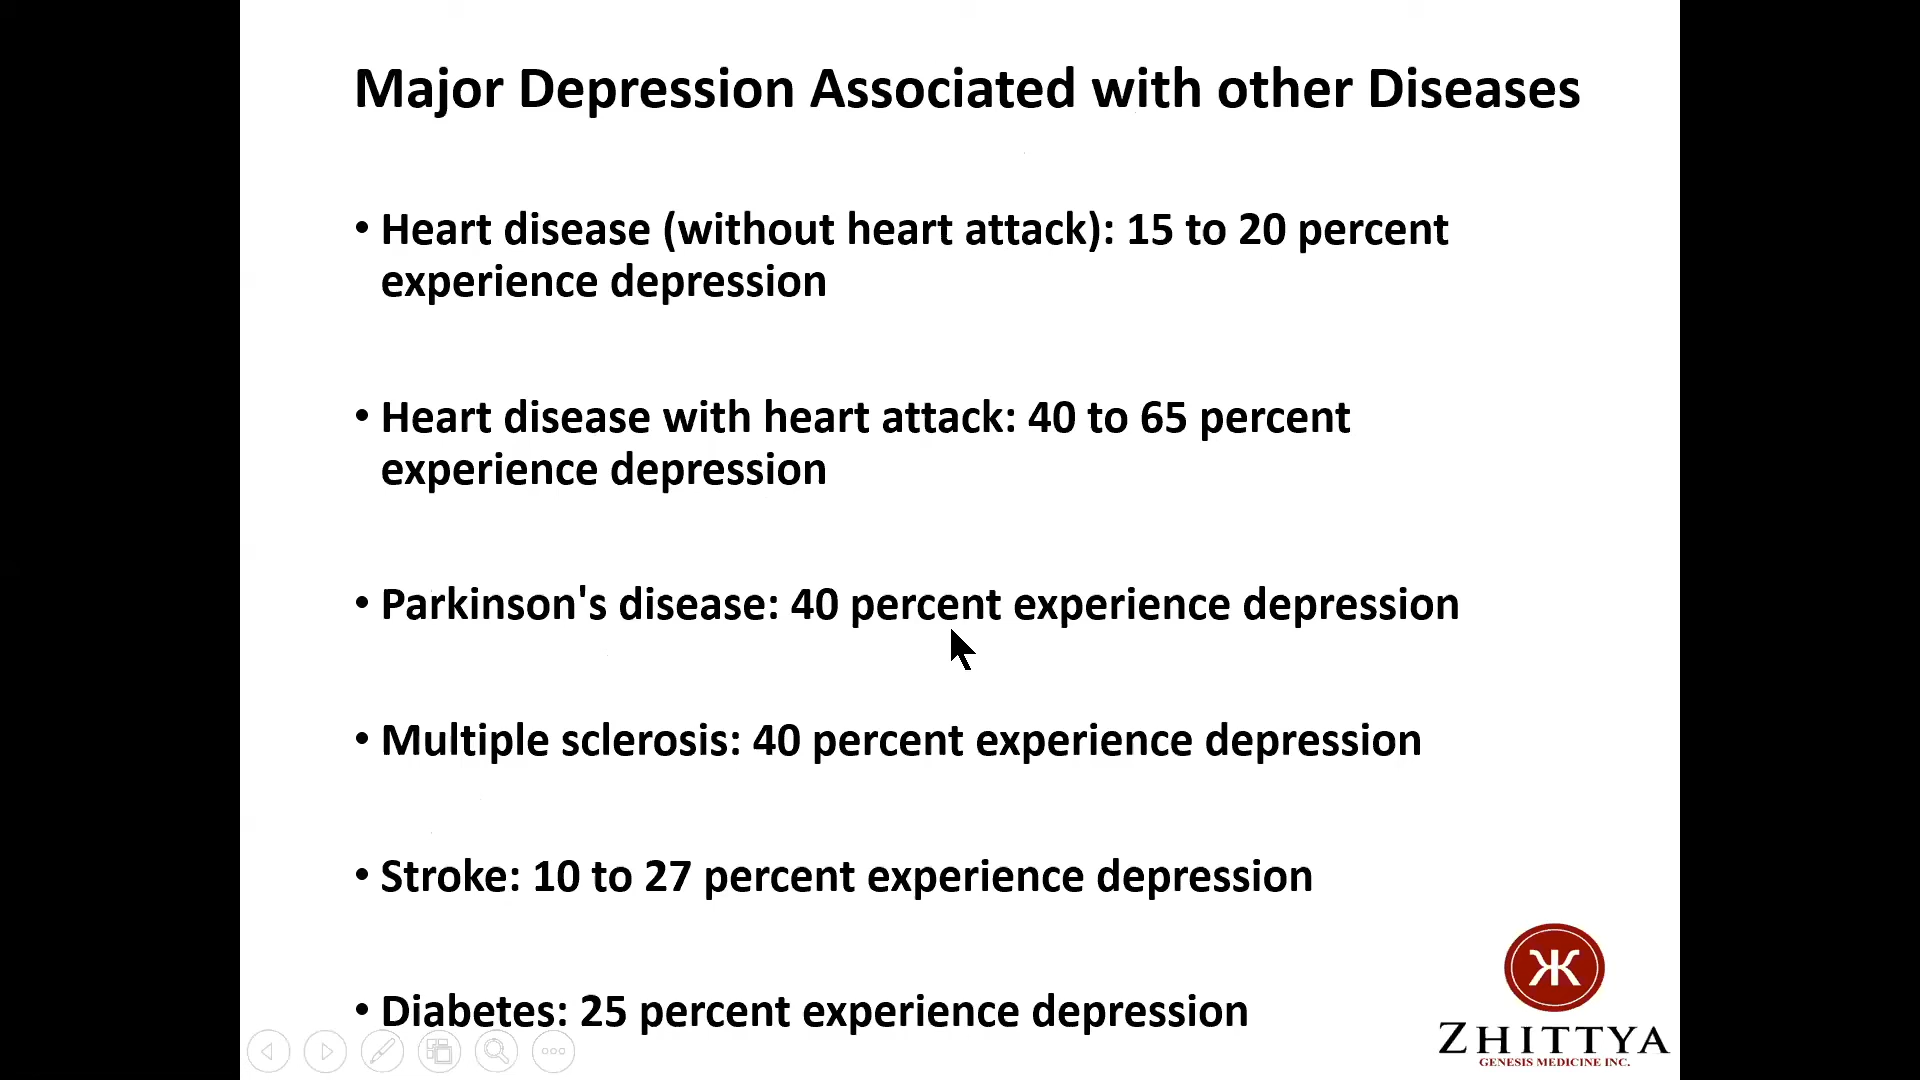 Major Depression Associated with other Diseases
• Heart disease (without heart attack): 15 to 20 percent
experience depression
• Heart disease with heart attack: 40 to 65 percent
experience depression
• Parkinson's disease: 40 percent experience depression
• Multiple sclerosis: 40 percent experience depression
• Stroke: 10 to 27 percent experience depression
• Diabetes: 25 percent experience depression
ZHITTYA
GENESIS MEDICINE INC.